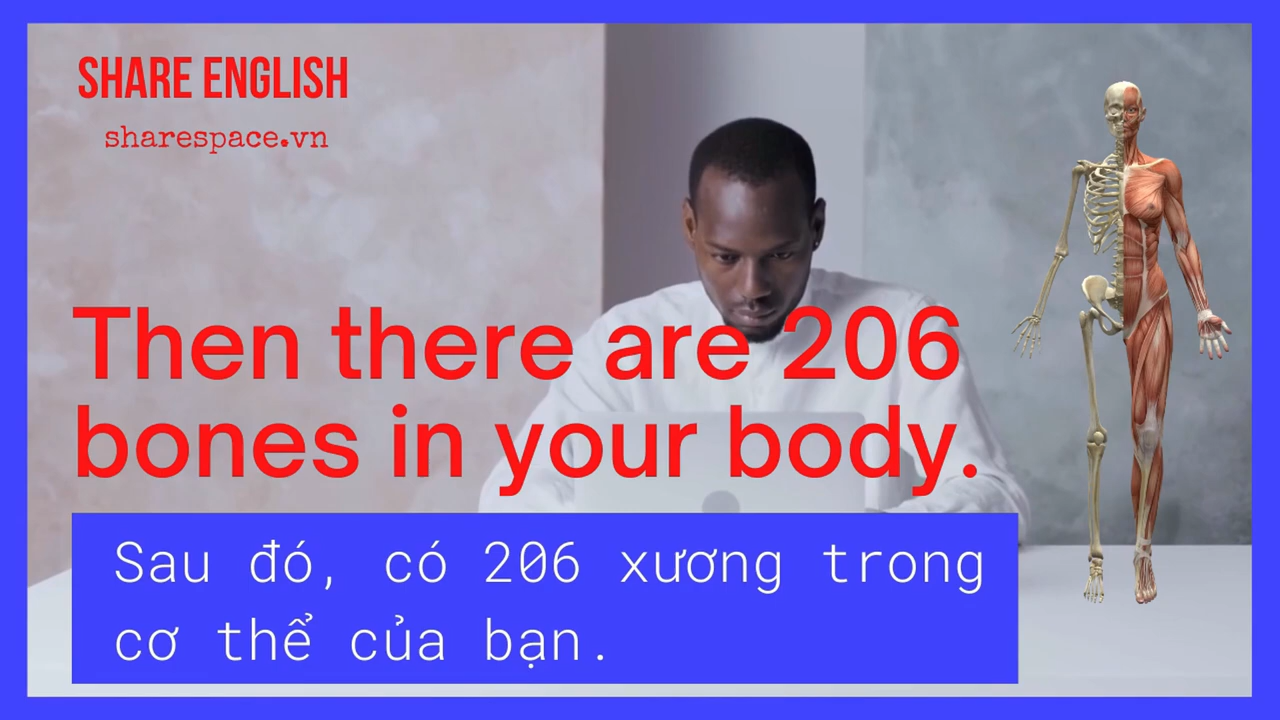 SHARE ENGLISH
sharespace.vn
Then there are 206
bones in your body.
Sau đó, có 206 xương trong
cơ thể của bạn.